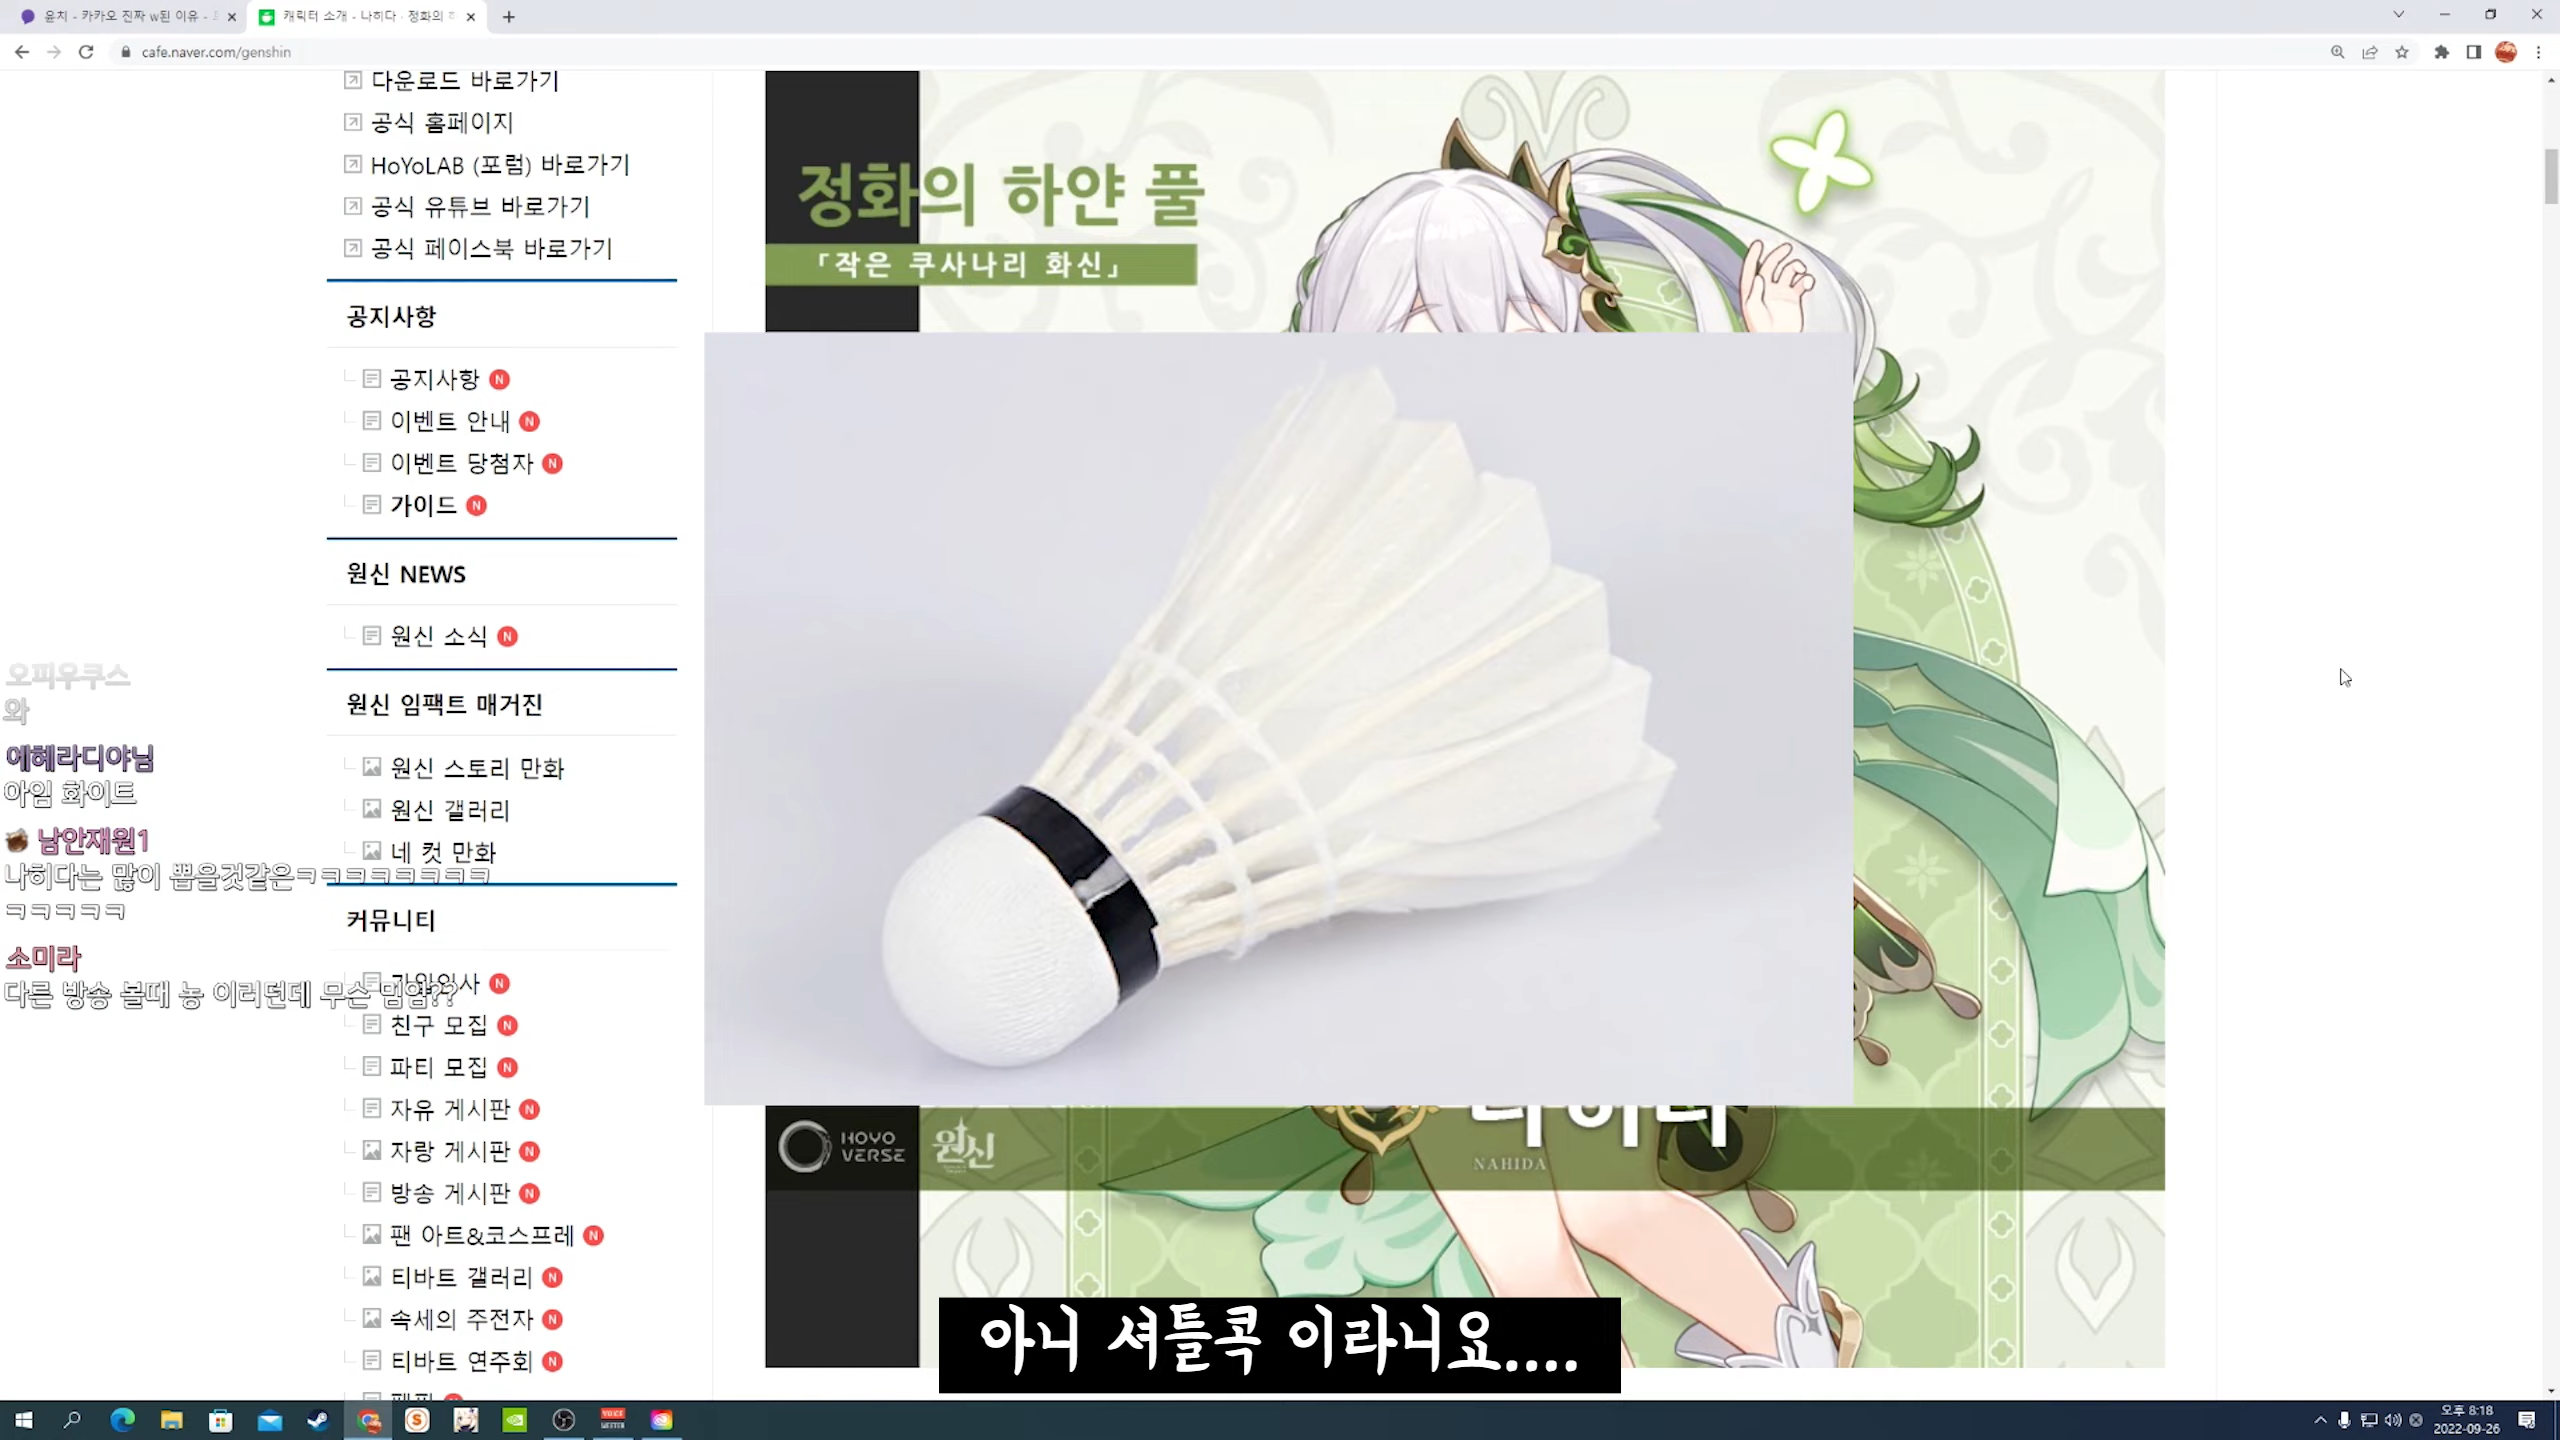 윤치 - 카카오 진짜 w된 이유 -
캐릭터 소개 - 나히다 · 정화의
cafe.naver.com/genshin
다운로드 바로가기
공식 홈페이지
HoYoLAB (포럼) 바로가기
공식 유튜브 바로가기
공식 페이스북 바로가기
공지사항
공지사항 N
이벤트 안내 N
이벤트 당첨자 N
가이드 N
원신 NEWS
원신 소식 N
원신 임팩트 매거진
원신 스토리 만화
원신 갤러리
네 컷 만화
커뮤니티
가입인사 N
친구 모집 N
파티 모집 N
자유 게시판 N
자랑 게시판 N
방송 게시판 N
팬 아트&코스프레 N
티바트 갤러리 N
속세의 주전자 N
티바트 연주회 N
오피우쿠스
와
에헤라디야님
아임 화이트
남안재원1
나히다는 많이 뽑을것같은ㅋㅋㅋㅋㅋㅋㅋㅋ
ㅋㅋㅋㅋㅋ
소미라
다른 방송 볼때 눙 이러던데 무슨 밈염??
정화의 하얀 풀
「작은 쿠사나리 화신」
HOYO
VERSE
원신
나히다
NAHIDA
아니 셔틀콕 이라니요....
VOICE
MEETER
오후 8:18
2022-09-26